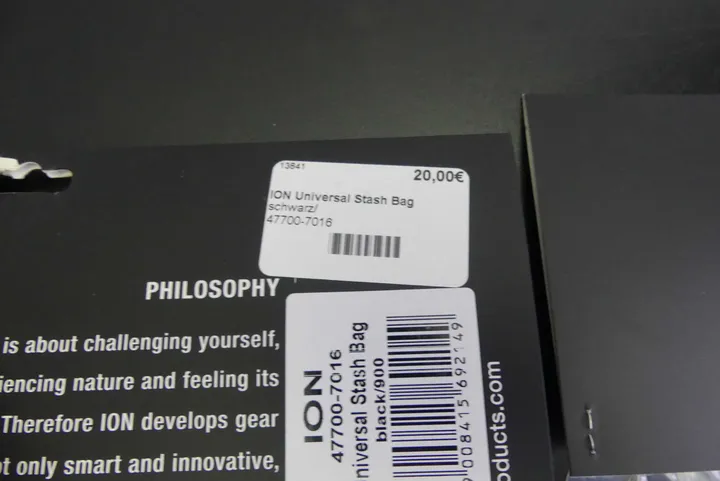 13641
20,00€
ION Universal Stash Bag
schwarz/
47700-7016
PHILOSOPHY
is about challenging yourself,
iencing nature and feeling its
Therefore ION develops gear
ot only smart and innovative,
ION
47700-7016
niversal Stash Bag
black/900
9008415692149
oducts.com